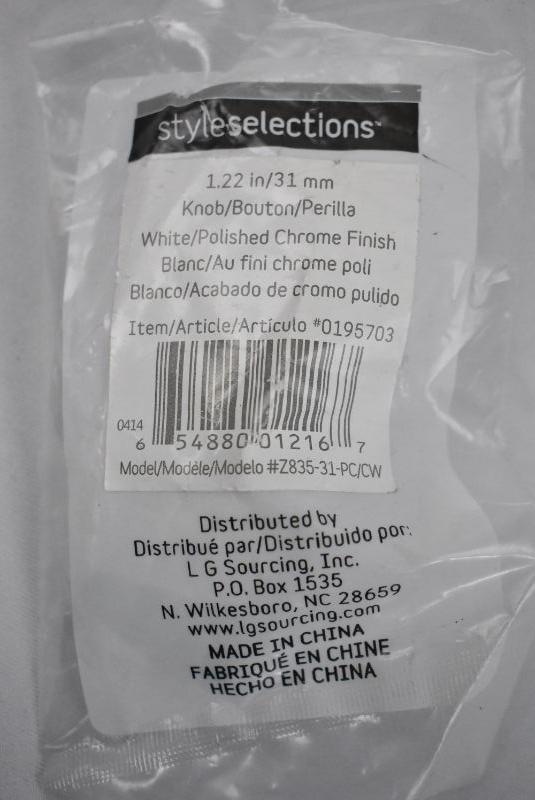 styleselections™
1.22 in/31 mm
Knob/Bouton/Perilla
White/Polished Chrome Finish
Blanc/Au fini chrome poli
Blanco/Acabado de cromo pulido
Item/Article/Artículo #0195703
0414
6 54880 01216 7
Model/Modèle/Modelo #Z835-31-PC/CW
Distributed by
Distribué par/Distribuido por:
L G Sourcing, Inc.
P.O. Box 1535
N. Wilkesboro, NC 28659
www.lgsourcing.com
MADE IN CHINA
FABRIQUÉ EN CHINE
HECHO EN CHINA